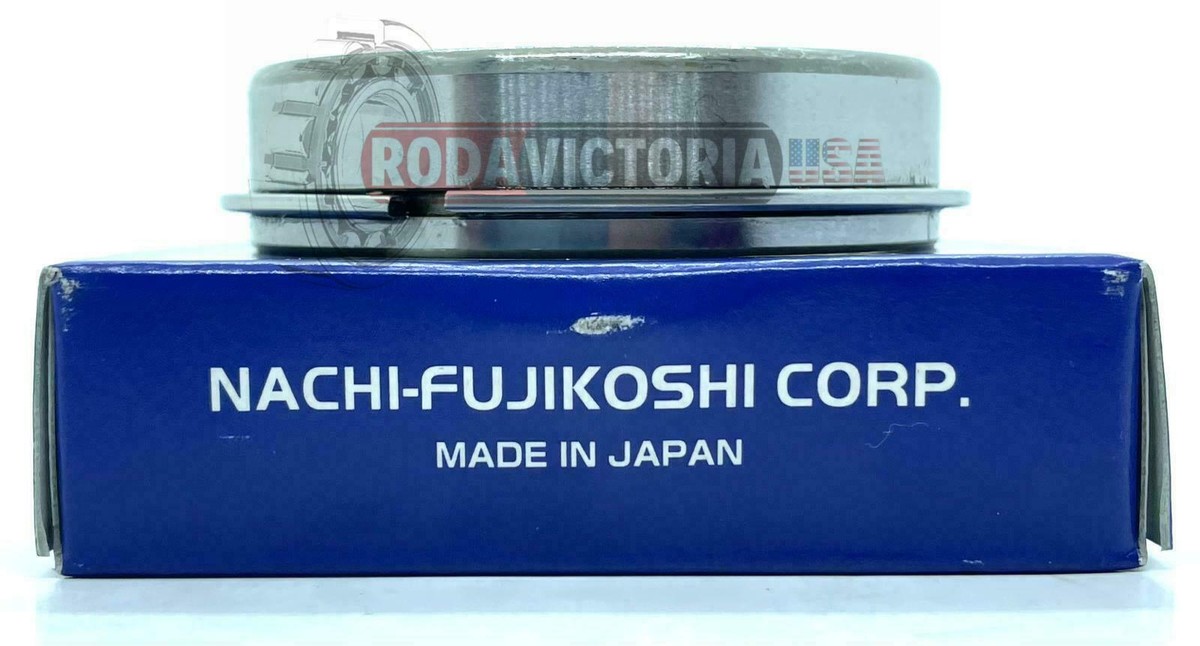 RODAVICTORIA USA
NACHI-FUJIKOSHI CORP.
MADE IN JAPAN